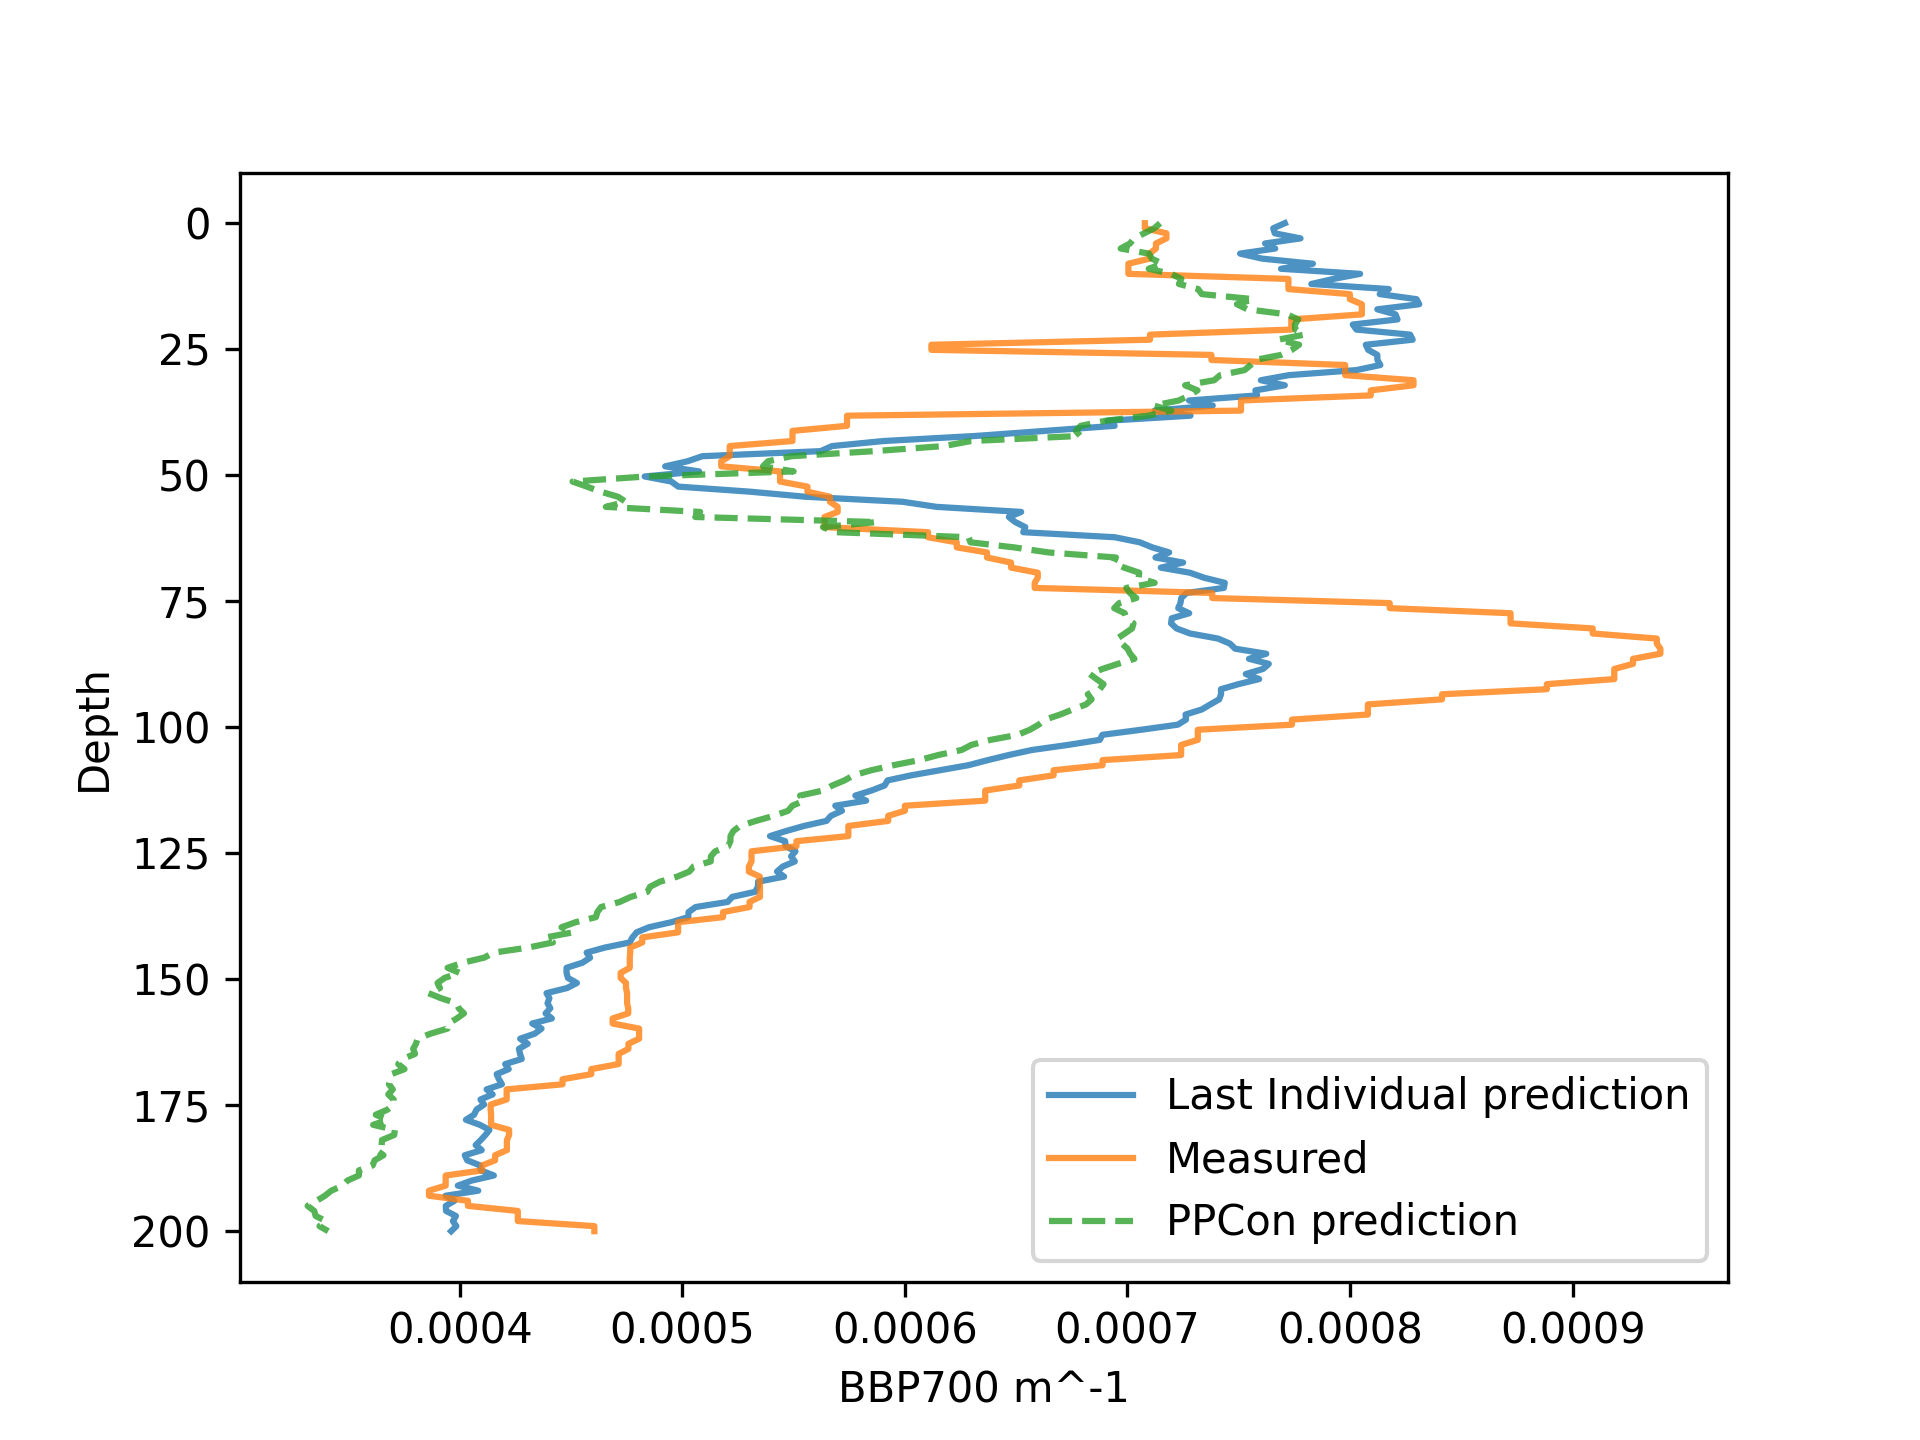 0
25
50
75
100
125
150
175
200
Depth
0.0004 0.0005 0.0006 0.0007 0.0008 0.0009
BBP700 m^-1
Last Individual prediction
Measured
PPCon prediction